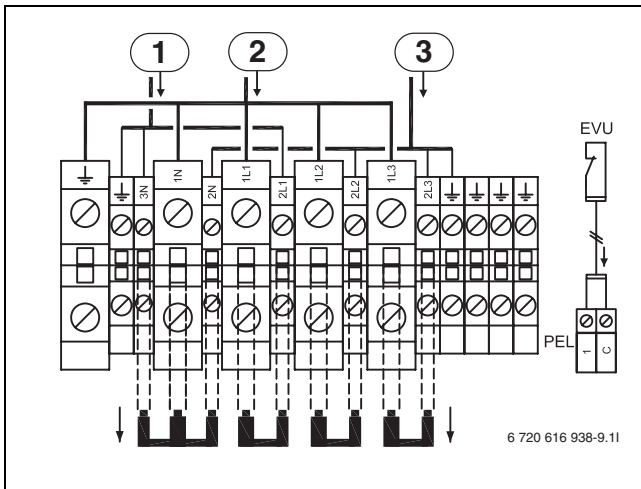 1 2 3
EVU
3N 1N 2N 1L1 2L1 1L2 2L2 1L3 2L3
PEL 1 C
6 720 616 938-9.1I